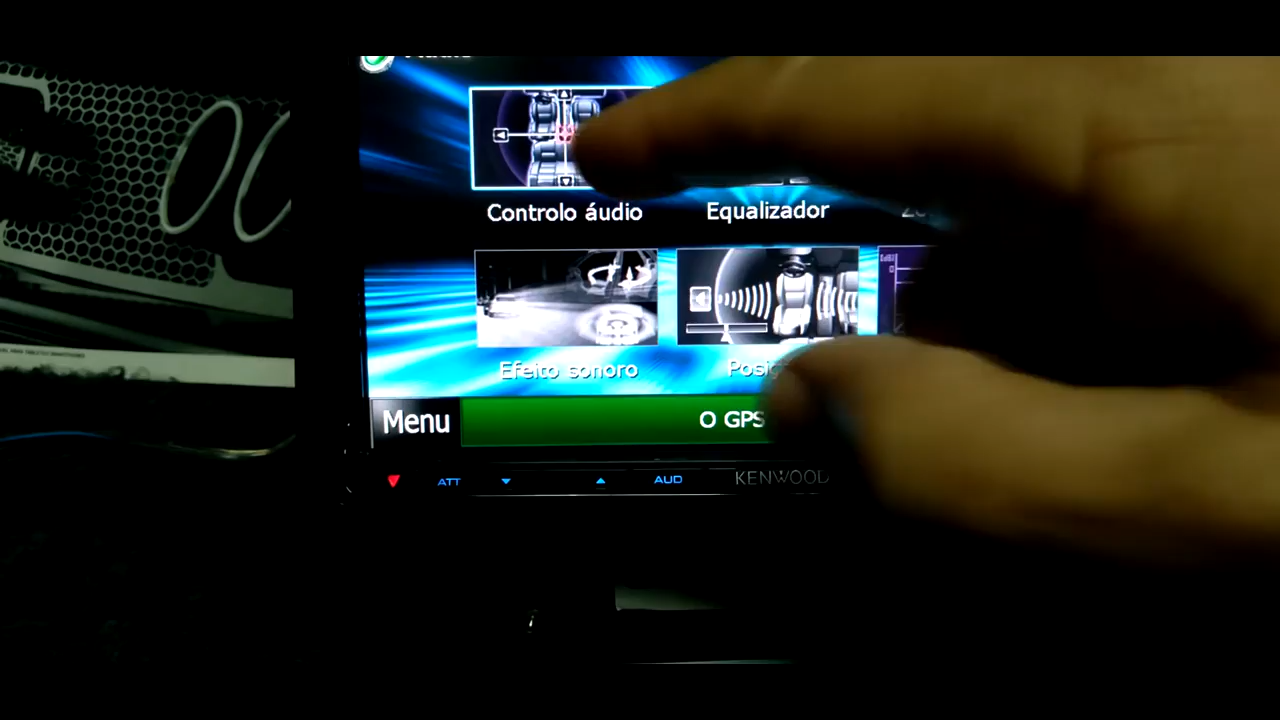 Controlo áudio
Equalizador
Efeito sonoro
Menu
O GPS
ATT
AUD
KENWOOD